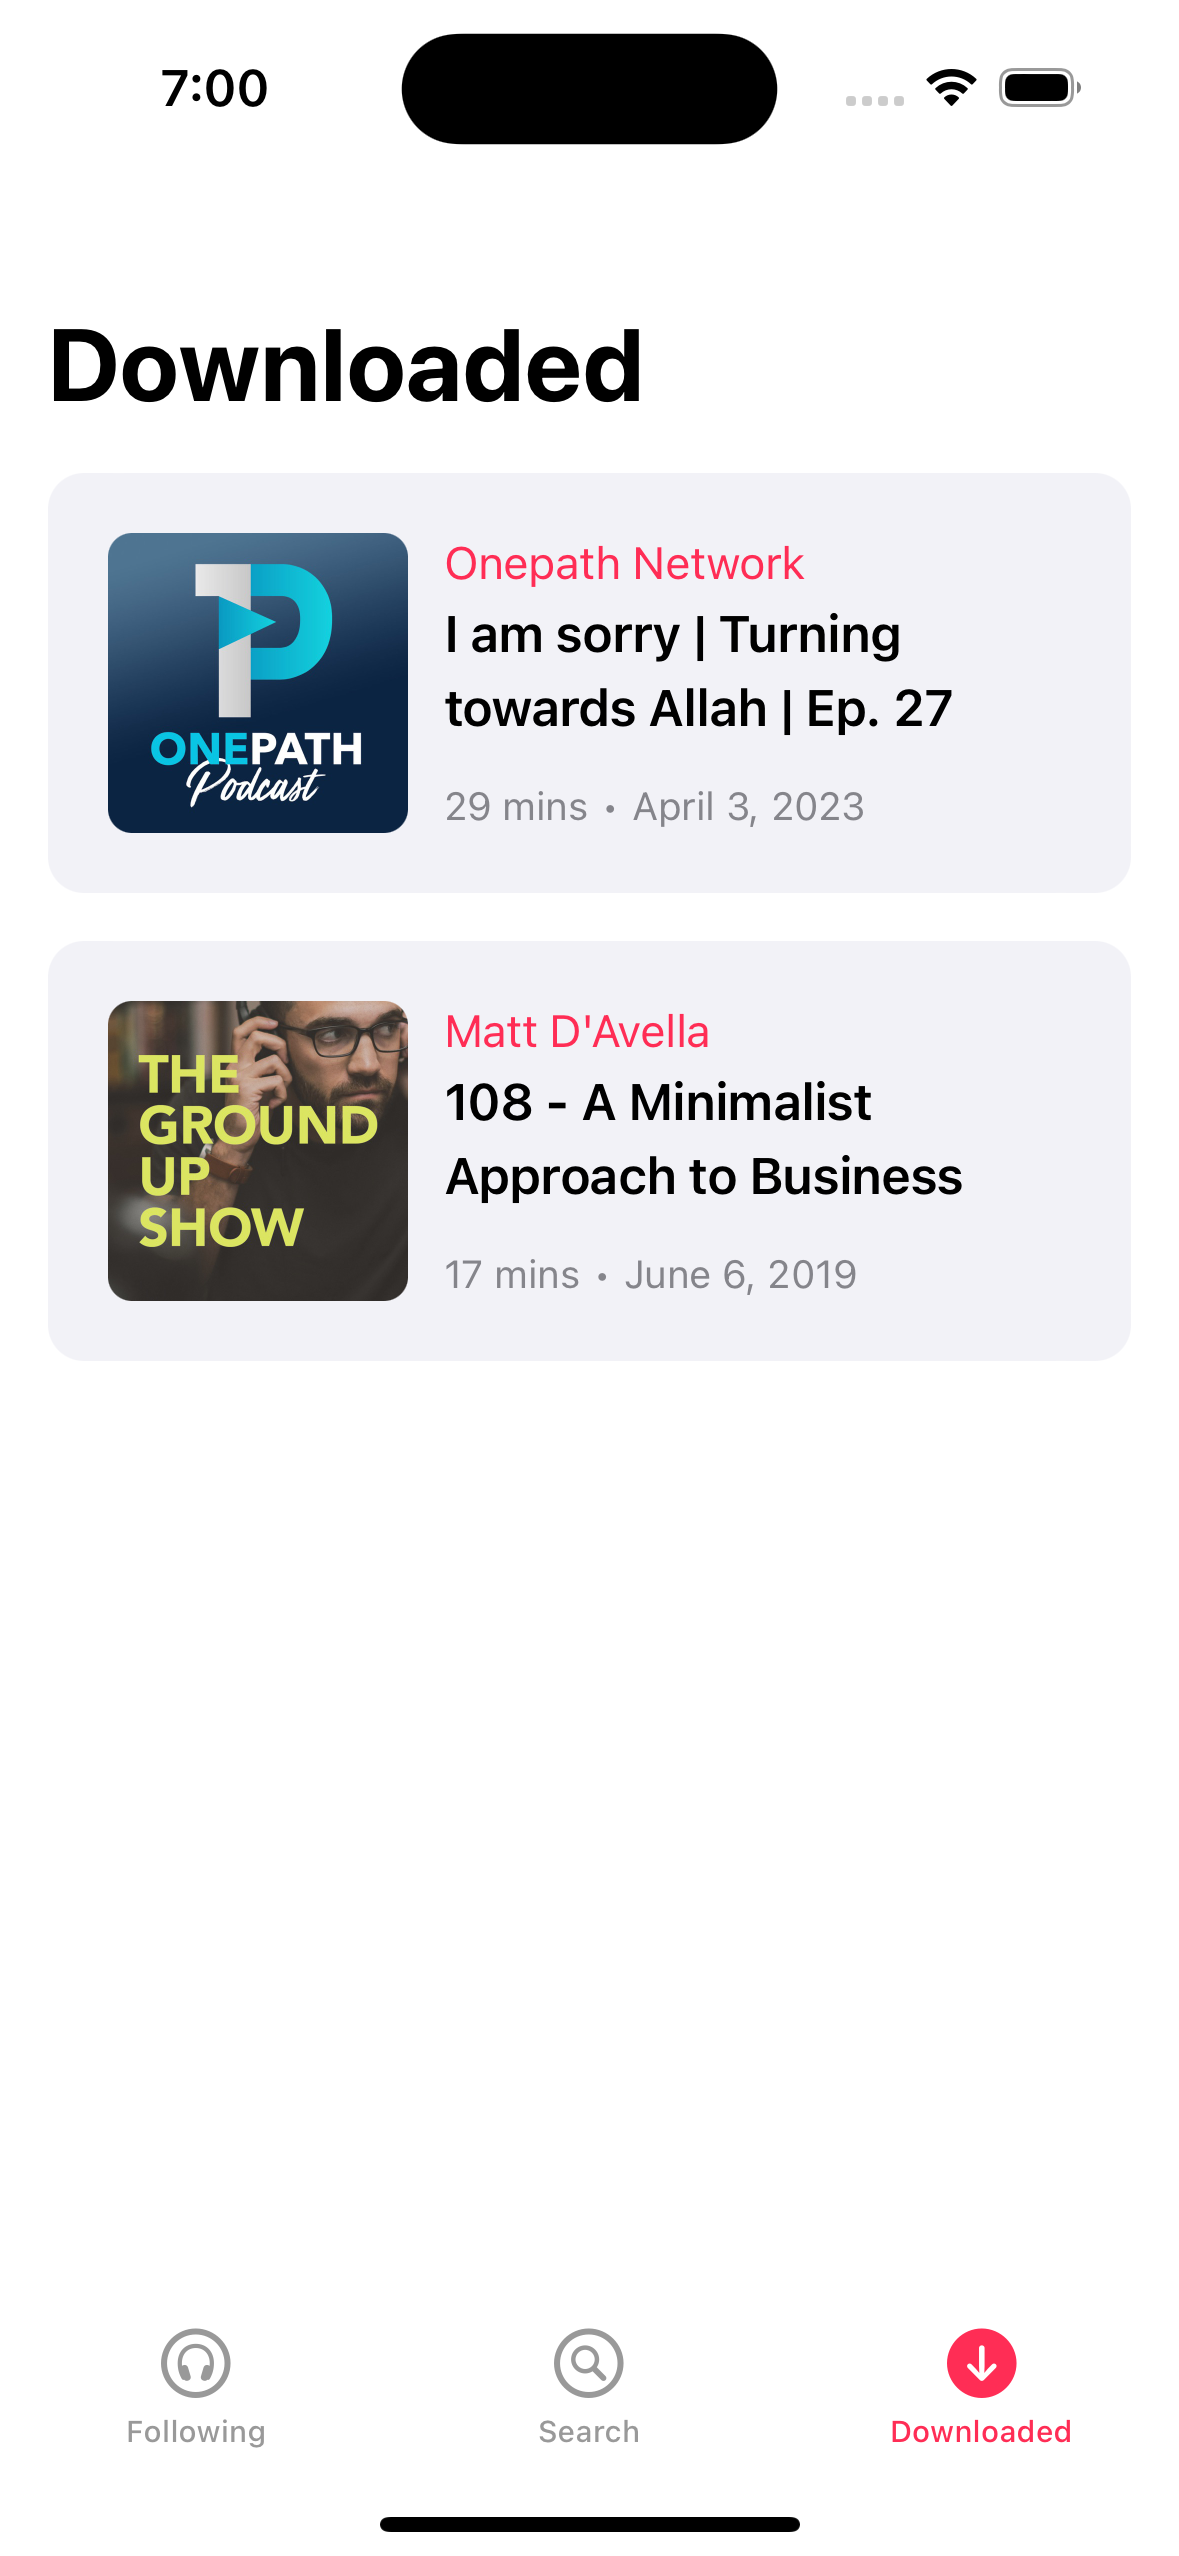 7:00
Downloaded
ONEPATH
Podcast
Onepath Network
I am sorry | Turning
towards Allah | Ep. 27
29 mins • April 3, 2023
THE
GROUND
UP
SHOW
Matt D'Avella
108 - A Minimalist
Approach to Business
17 mins • June 6, 2019
Following
Search
Downloaded